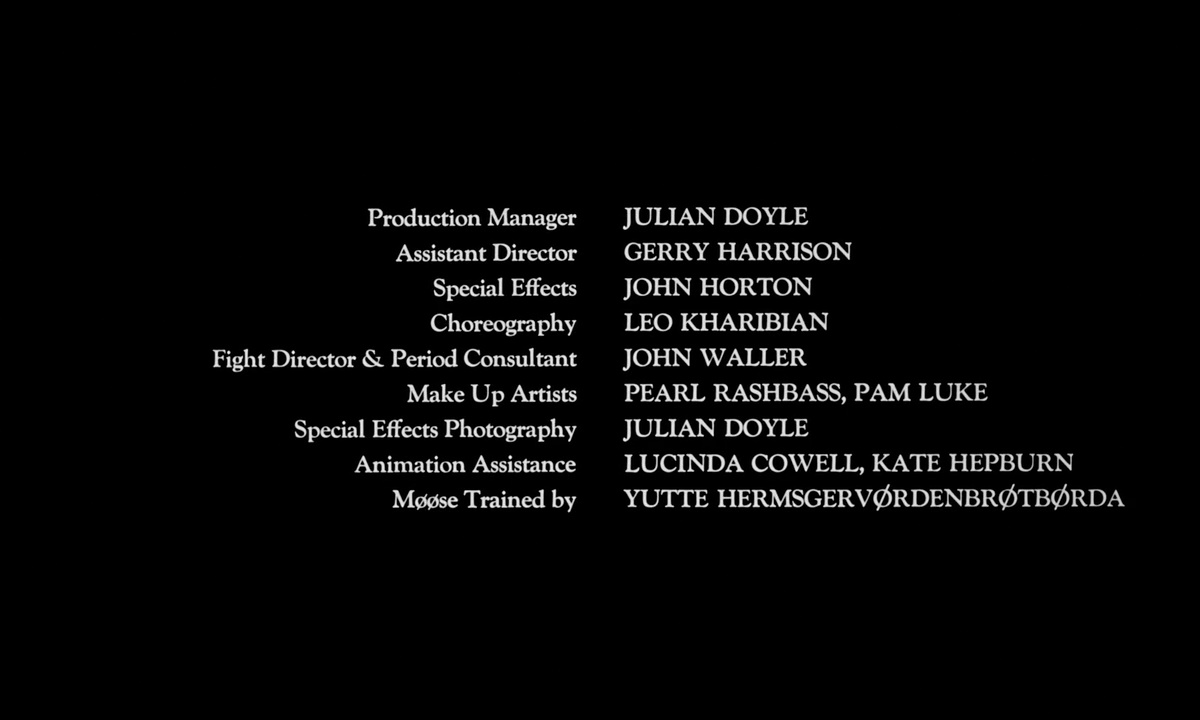 Production Manager JULIAN DOYLE
Assistant Director GERRY HARRISON
Special Effects JOHN HORTON
Choreography LEO KHARIBIAN
Fight Director & Period Consultant JOHN WALLER
Make Up Artists PEARL RASHBASS, PAM LUKE
Special Effects Photography JULIAN DOYLE
Animation Assistance LUCINDA COWELL, KATE HEPBURN
Møøse Trained by YUTTE HERMSGERVØRDENBRØTBØRDA